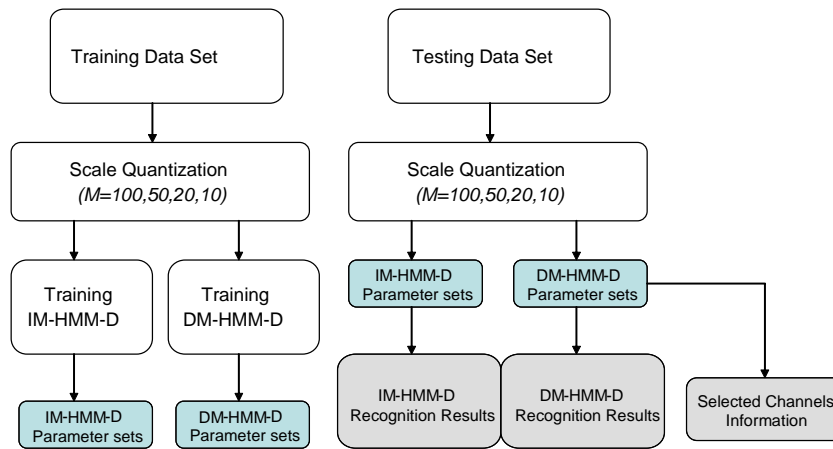 Training Data Set
Scale Quantization
(M=100,50,20,10)
Training
IM-HMM-D
Training
DM-HMM-D
IM-HMM-D
Parameter sets
DM-HMM-D
Parameter sets
Testing Data Set
Scale Quantization
(M=100,50,20,10)
IM-HMM-D
Parameter sets
DM-HMM-D
Parameter sets
IM-HMM-D
Recognition Results
DM-HMM-D
Recognition Results
Selected Channels
Information